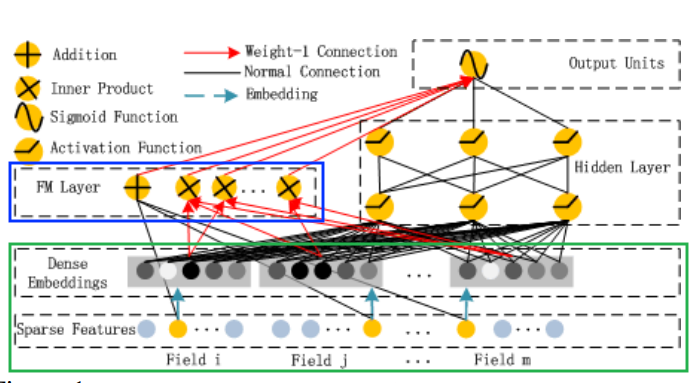 Addition
Weight-1 Connection
Output Units
Inner Product
Normal Connection
Sigmoid Function
Embedding
Activation Function
Hidden Layer
FM Layer
...
Dense
Embeddings
...
Sparse Features
... ... ... ...
Field i
Field j
...
Field m